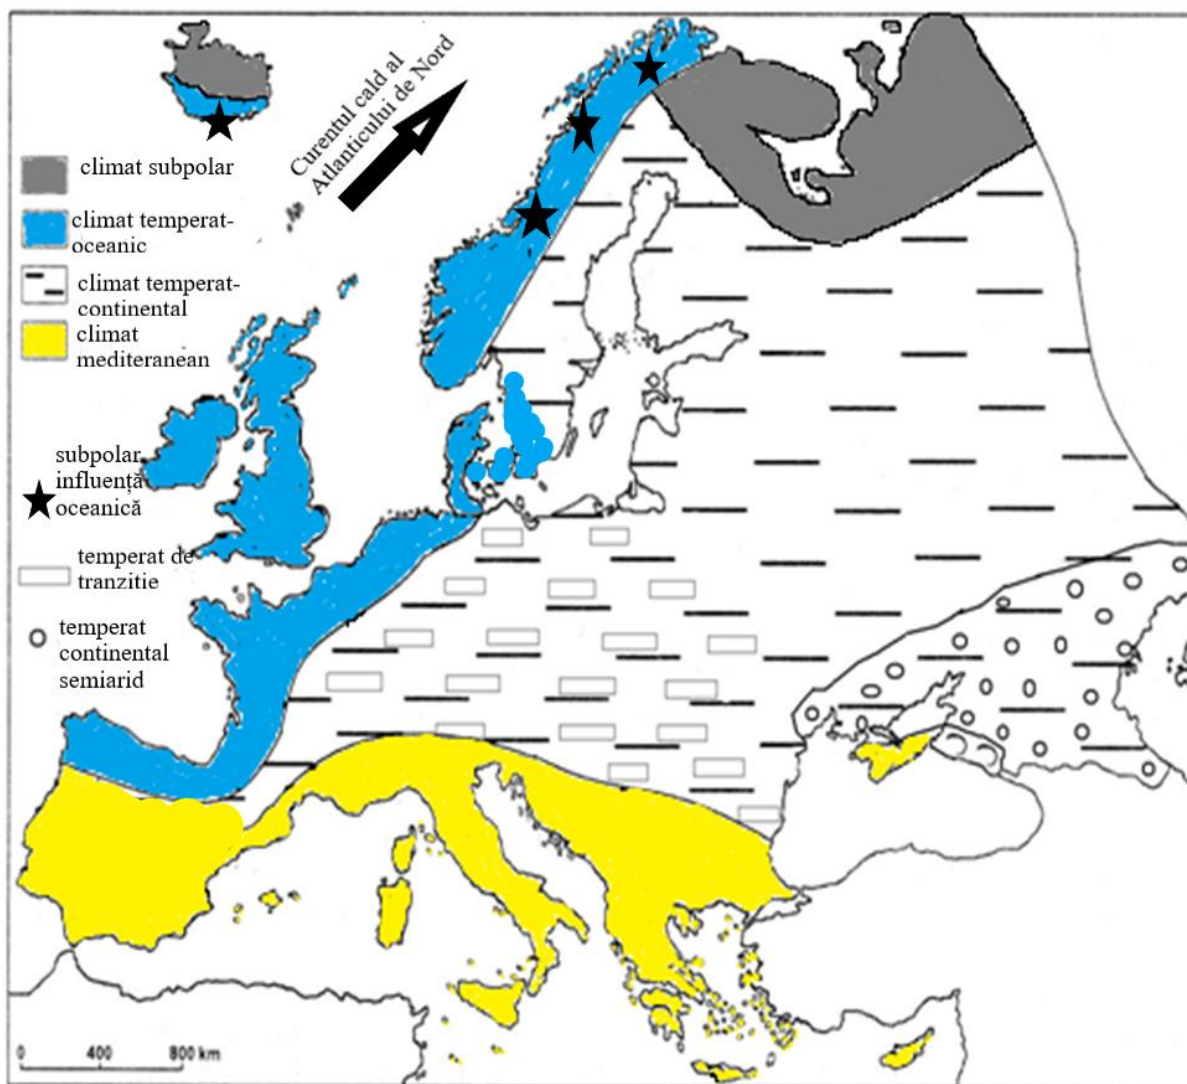 Curentul cald al
Atlanticului de Nord
climat subpolar
climat temperat-
oceanic
climat temperat-
continental
climat
mediteranean
subpolar
influență
oceanică
temperat de
tranzitie
temperat
continental
semiarid
0 400 800 km